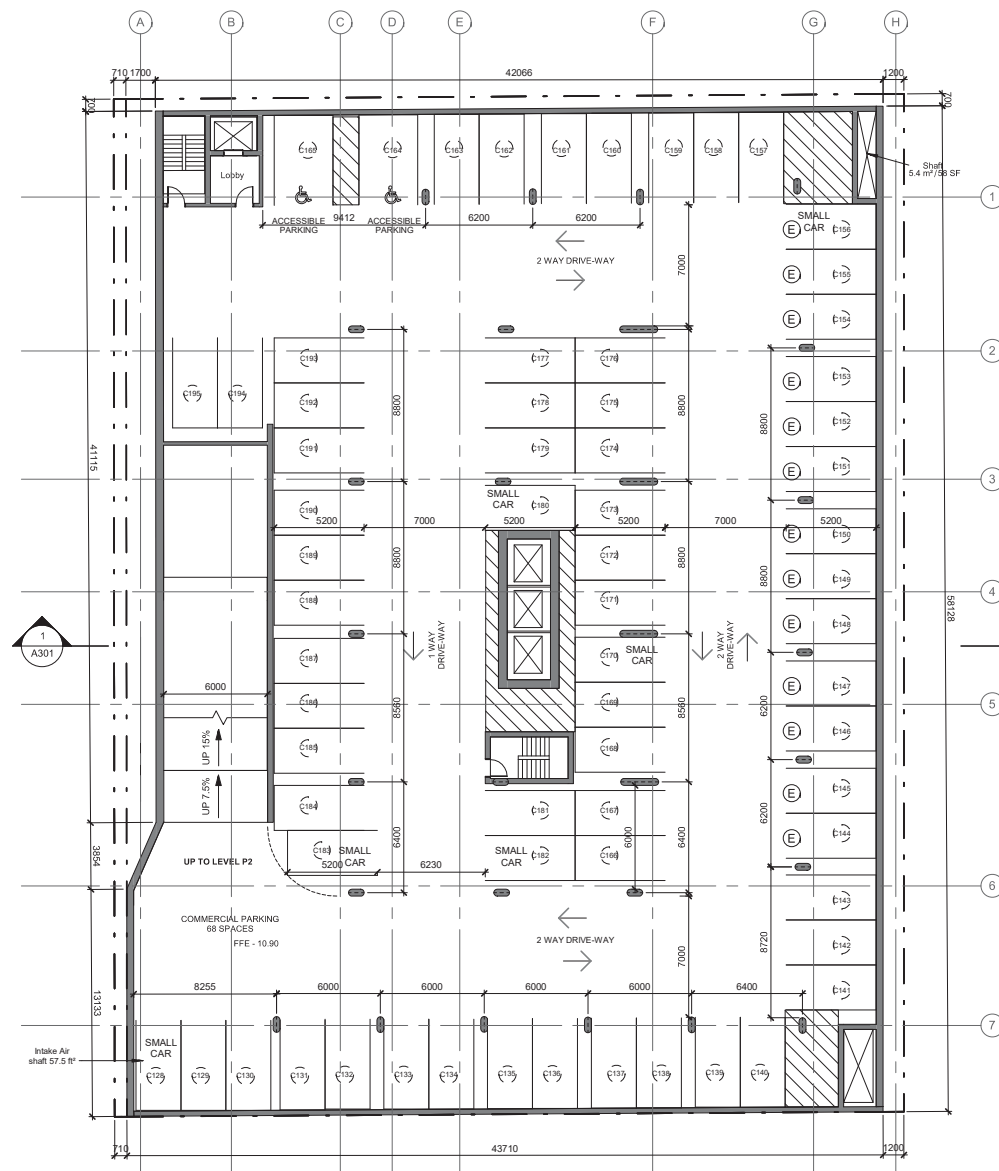 A B C D E F G H
710 1700 42066 1200
700 700
C165 C164 C163 C162 C161 C160 C159 C158 C157
Lobby
Shaft
5.4 m²/58 SF
1
ACCESSIBLE
PARKING
9412
ACCESSIBLE
PARKING
6200 6200
SMALL
CAR
E C156
2 WAY DRIVE-WAY
7000
E C155
E C154
2
C193 C177 C176
E C153
C195 C194
C192 C178 C175
8800 8800 8800
E C152
C191 C179 C174
E C151
41115
3
SMALL
CAR
C190 C180 C173
5200 7000 5200 5200 7000 5200
E C150
C189 C172
8800 8800 8800
E C149
C188 C171
4
58128
E C148
1
A301
1 WAY
DRIVE-WAY
2 WAY
DRIVE-WAY
SMALL
CAR
C187 C170
6000
E C147
C186 C169
8560 8560
6200
5
E C146
C185 C168
UP 15%
UP 7.5%
E C145
C184 C181 C167
6200
E C144
6400 6000 6400
3854
UP TO LEVEL P2
C183
SMALL
CAR
5200 6230
SMALL
CAR
C182 C166
6
C143
COMMERCIAL PARKING
68 SPACES
FFE - 10.90
2 WAY DRIVE-WAY
7000
8720
C142
C141
13133
8255 6000 6000 6000 6000 6400
7
Intake Air
shaft 57.5 ft²
SMALL
CAR
C128 C129 C130 C131 C132 C133 C134 C135 C136 C137 C138 C139 C140
710 43710 1200